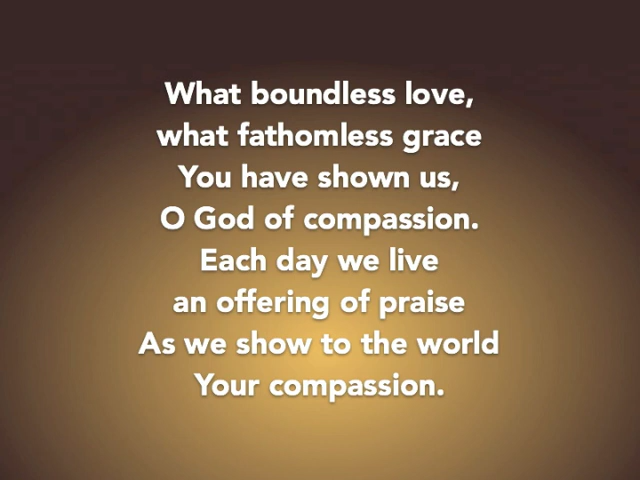 What boundless love,
what fathomless grace
You have shown us,
O God of compassion.
Each day we live
an offering of praise
As we show to the world
Your compassion.